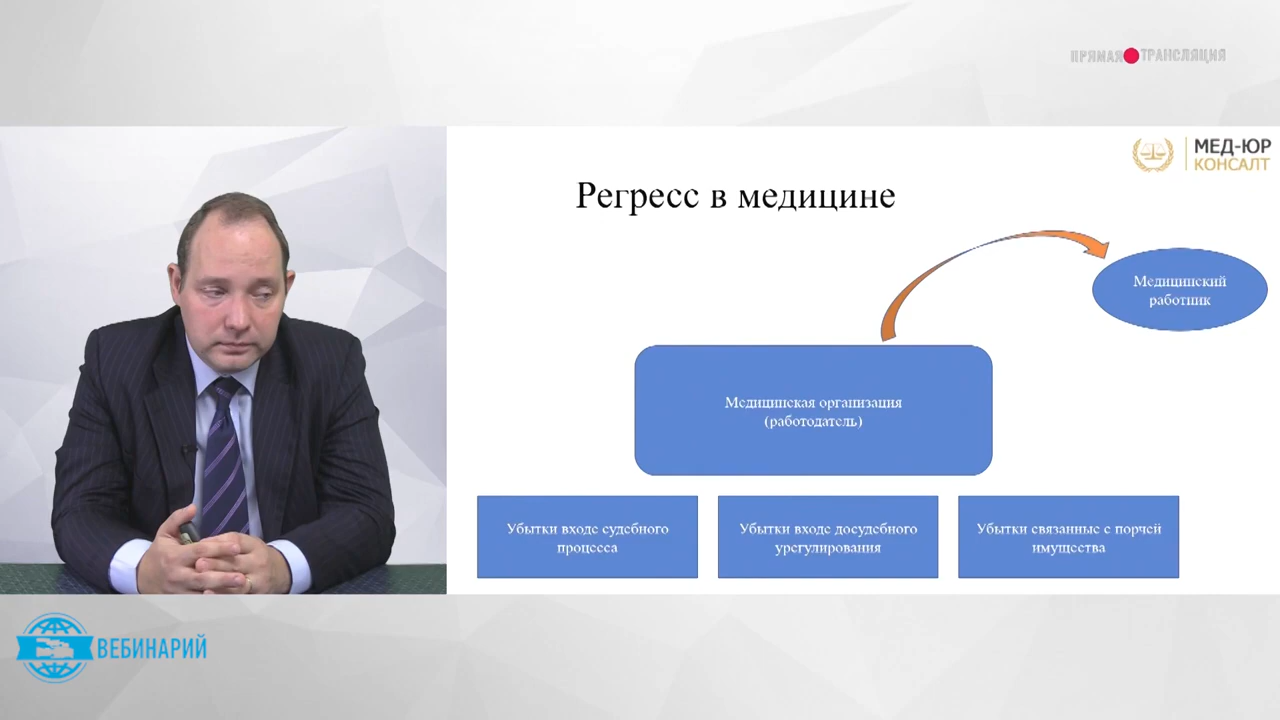 ПРЯМАЯ ТРАНСЛЯЦИЯ
МЕД-ЮР
КОНСАЛТ
Регресс в медицине
Медицинский
работник
Медицинская организация
(работодатель)
Убытки входе судебного
процесса
Убытки входе досудебного
урегулирования
Убытки связанные с порчей
имущества
ВЕБИНАРИЙ